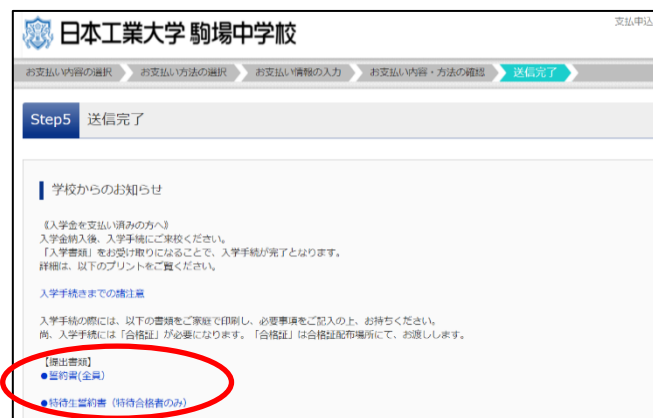 日本工業大学 駒場中学校
支払申込
お支払い内容の選択 お支払い方法の選択 お支払い情報の入力 お支払い内容・方法の確認 送信完了
Step5 送信完了
学校からのお知らせ
《入学金を支払い済みの方へ》
入学金納入後、入学手続にご来校ください。
「入学書類」をお受け取りになることで、入学手続が完了となります。
詳細は、以下のプリントをご覧ください。
入学手続きまでの諸注意
入学手続の際には、以下の書類をご家庭で印刷し、必要事項をご記入の上、お持ちください。
尚、入学手続には「合格証」が必要になります。「合格証」は合格証配布場所にて、お渡しします。
【提出書類】
●誓約書(全員)
●特待生誓約書（特待合格者のみ）